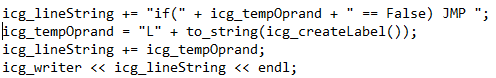 icg_lineString += "if(" + icg_tempOprand + " == False) JMP ";
icg_tempOprand = "L" + to_string(icg_createLabel());
icg_lineString += icg_tempOprand;
icg_writer << icg_lineString << endl;